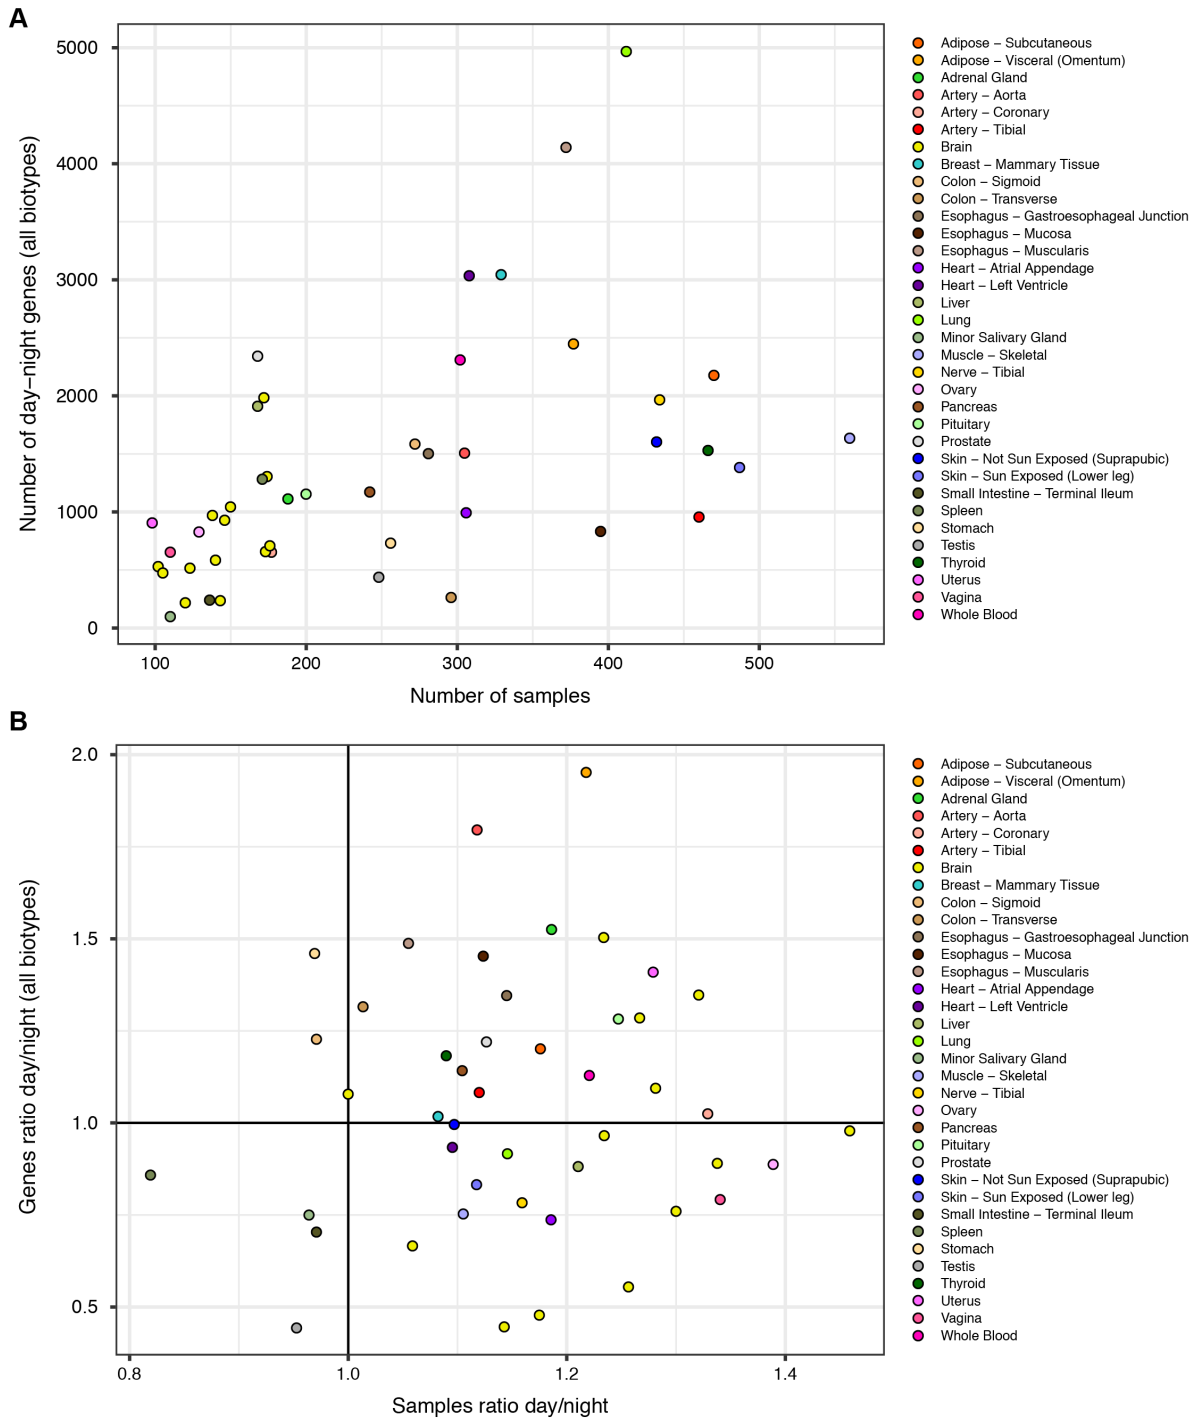 A
Number of day–night genes (all biotypes)
5000
4000
3000
2000
1000
0
100 200 300 400 500
Number of samples
Adipose – Subcutaneous
Adipose – Visceral (Omentum)
Adrenal Gland
Artery – Aorta
Artery – Coronary
Artery – Tibial
Brain
Breast – Mammary Tissue
Colon – Sigmoid
Colon – Transverse
Esophagus – Gastroesophageal Junction
Esophagus – Mucosa
Esophagus – Muscularis
Heart – Atrial Appendage
Heart – Left Ventricle
Liver
Lung
Minor Salivary Gland
Muscle – Skeletal
Nerve – Tibial
Ovary
Pancreas
Pituitary
Prostate
Skin – Not Sun Exposed (Suprapubic)
Skin – Sun Exposed (Lower leg)
Small Intestine – Terminal Ileum
Spleen
Stomach
Testis
Thyroid
Uterus
Vagina
Whole Blood
B
Genes ratio day/night (all biotypes)
2.0
1.5
1.0
0.5
0.8 1.0 1.2 1.4
Samples ratio day/night
Adipose – Subcutaneous
Adipose – Visceral (Omentum)
Adrenal Gland
Artery – Aorta
Artery – Coronary
Artery – Tibial
Brain
Breast – Mammary Tissue
Colon – Sigmoid
Colon – Transverse
Esophagus – Gastroesophageal Junction
Esophagus – Mucosa
Esophagus – Muscularis
Heart – Atrial Appendage
Heart – Left Ventricle
Liver
Lung
Minor Salivary Gland
Muscle – Skeletal
Nerve – Tibial
Ovary
Pancreas
Pituitary
Prostate
Skin – Not Sun Exposed (Suprapubic)
Skin – Sun Exposed (Lower leg)
Small Intestine – Terminal Ileum
Spleen
Stomach
Testis
Thyroid
Uterus
Vagina
Whole Blood